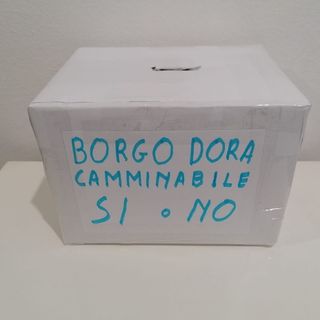 BORGO DORA
CAMMINABILE
SI . NO